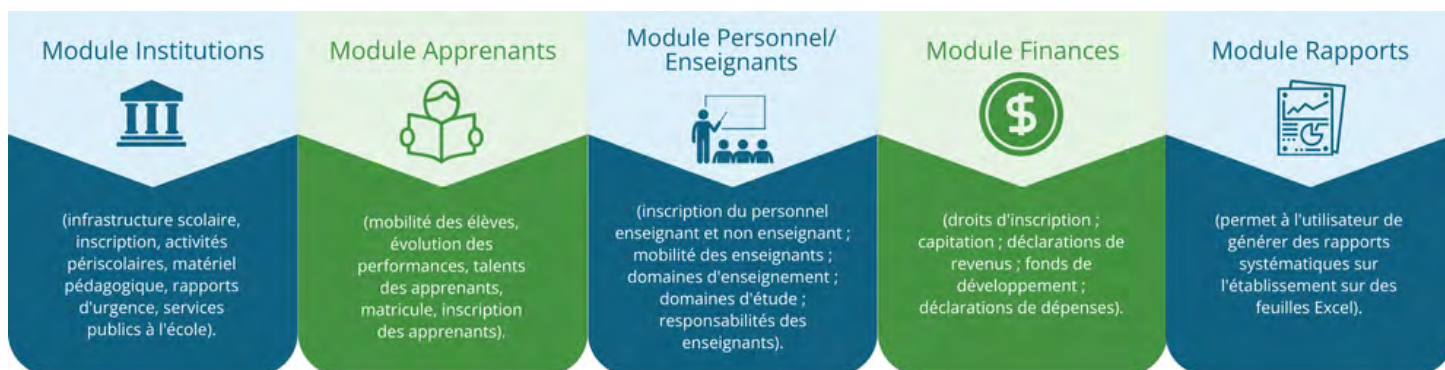 Module Institutions
(infrastructure scolaire,
inscription, activités
périscolaires, matériel
pédagogique, rapports
d'urgence, services
publics à l'école).
Module Apprenants
(mobilité des élèves,
évolution des
performances, talents
des apprenants,
matricule, inscription
des apprenants).
Module Personnel/
Enseignants
(inscription du personnel
enseignant et non enseignant ;
mobilité des enseignants ;
domaines d'enseignement ;
domaines d'étude ;
responsabilités des
enseignants).
Module Finances
$
(droits d'inscription ;
capitation ; déclarations de
revenus ; fonds de
développement ;
déclarations de dépenses).
Module Rapports
(permet à l'utilisateur de
générer des rapports
systématiques sur
l'établissement sur des
feuilles Excel).